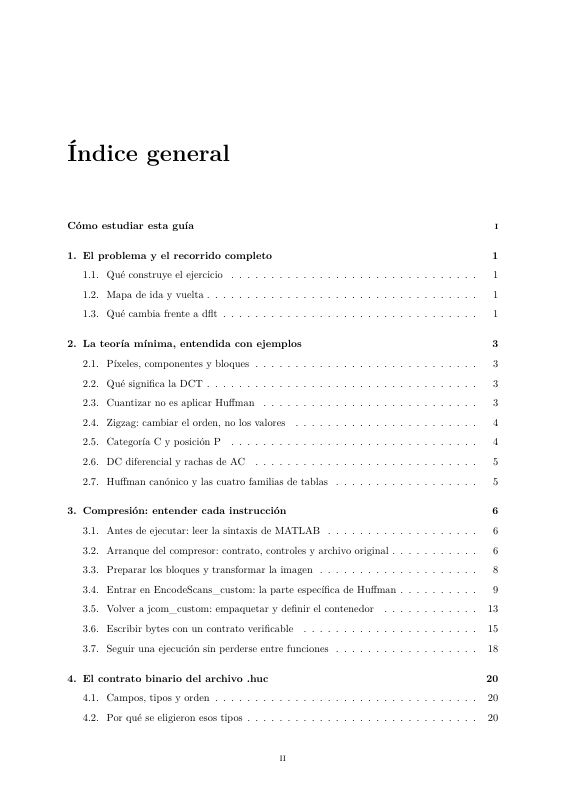 Índice general
Cómo estudiar esta guía I
1. El problema y el recorrido completo 1
1.1. Qué construye el ejercicio . . . . . . . . . . . . . . . . . . . . . . . . . . . . . . . 1
1.2. Mapa de ida y vuelta . . . . . . . . . . . . . . . . . . . . . . . . . . . . . . . . . . 1
1.3. Qué cambia frente a dflt . . . . . . . . . . . . . . . . . . . . . . . . . . . . . . . . 1
2. La teoría mínima, entendida con ejemplos 3
2.1. Píxeles, componentes y bloques . . . . . . . . . . . . . . . . . . . . . . . . . . . . 3
2.2. Qué significa la DCT . . . . . . . . . . . . . . . . . . . . . . . . . . . . . . . . . . 3
2.3. Cuantizar no es aplicar Huffman . . . . . . . . . . . . . . . . . . . . . . . . . . . 3
2.4. Zigzag: cambiar el orden, no los valores . . . . . . . . . . . . . . . . . . . . . . . 4
2.5. Categoría C y posición P . . . . . . . . . . . . . . . . . . . . . . . . . . . . . . . 4
2.6. DC diferencial y rachas de AC . . . . . . . . . . . . . . . . . . . . . . . . . . . . 5
2.7. Huffman canónico y las cuatro familias de tablas . . . . . . . . . . . . . . . . . . 5
3. Compresión: entender cada instrucción 6
3.1. Antes de ejecutar: leer la sintaxis de MATLAB . . . . . . . . . . . . . . . . . . . 6
3.2. Arranque del compresor: contrato, controles y archivo original . . . . . . . . . . 6
3.3. Preparar los bloques y transformar la imagen . . . . . . . . . . . . . . . . . . . . 8
3.4. Entrar en EncodeScans_custom: la parte específica de Huffman . . . . . . . . . 9
3.5. Volver a jcom_custom: empaquetar y definir el contenedor . . . . . . . . . . . . 13
3.6. Escribir bytes con un contrato verificable . . . . . . . . . . . . . . . . . . . . . . 15
3.7. Seguir una ejecución sin perderse entre funciones . . . . . . . . . . . . . . . . . . 18
4. El contrato binario del archivo .huc 20
4.1. Campos, tipos y orden . . . . . . . . . . . . . . . . . . . . . . . . . . . . . . . . . 20
4.2. Por qué se eligieron esos tipos . . . . . . . . . . . . . . . . . . . . . . . . . . . . . 20
II